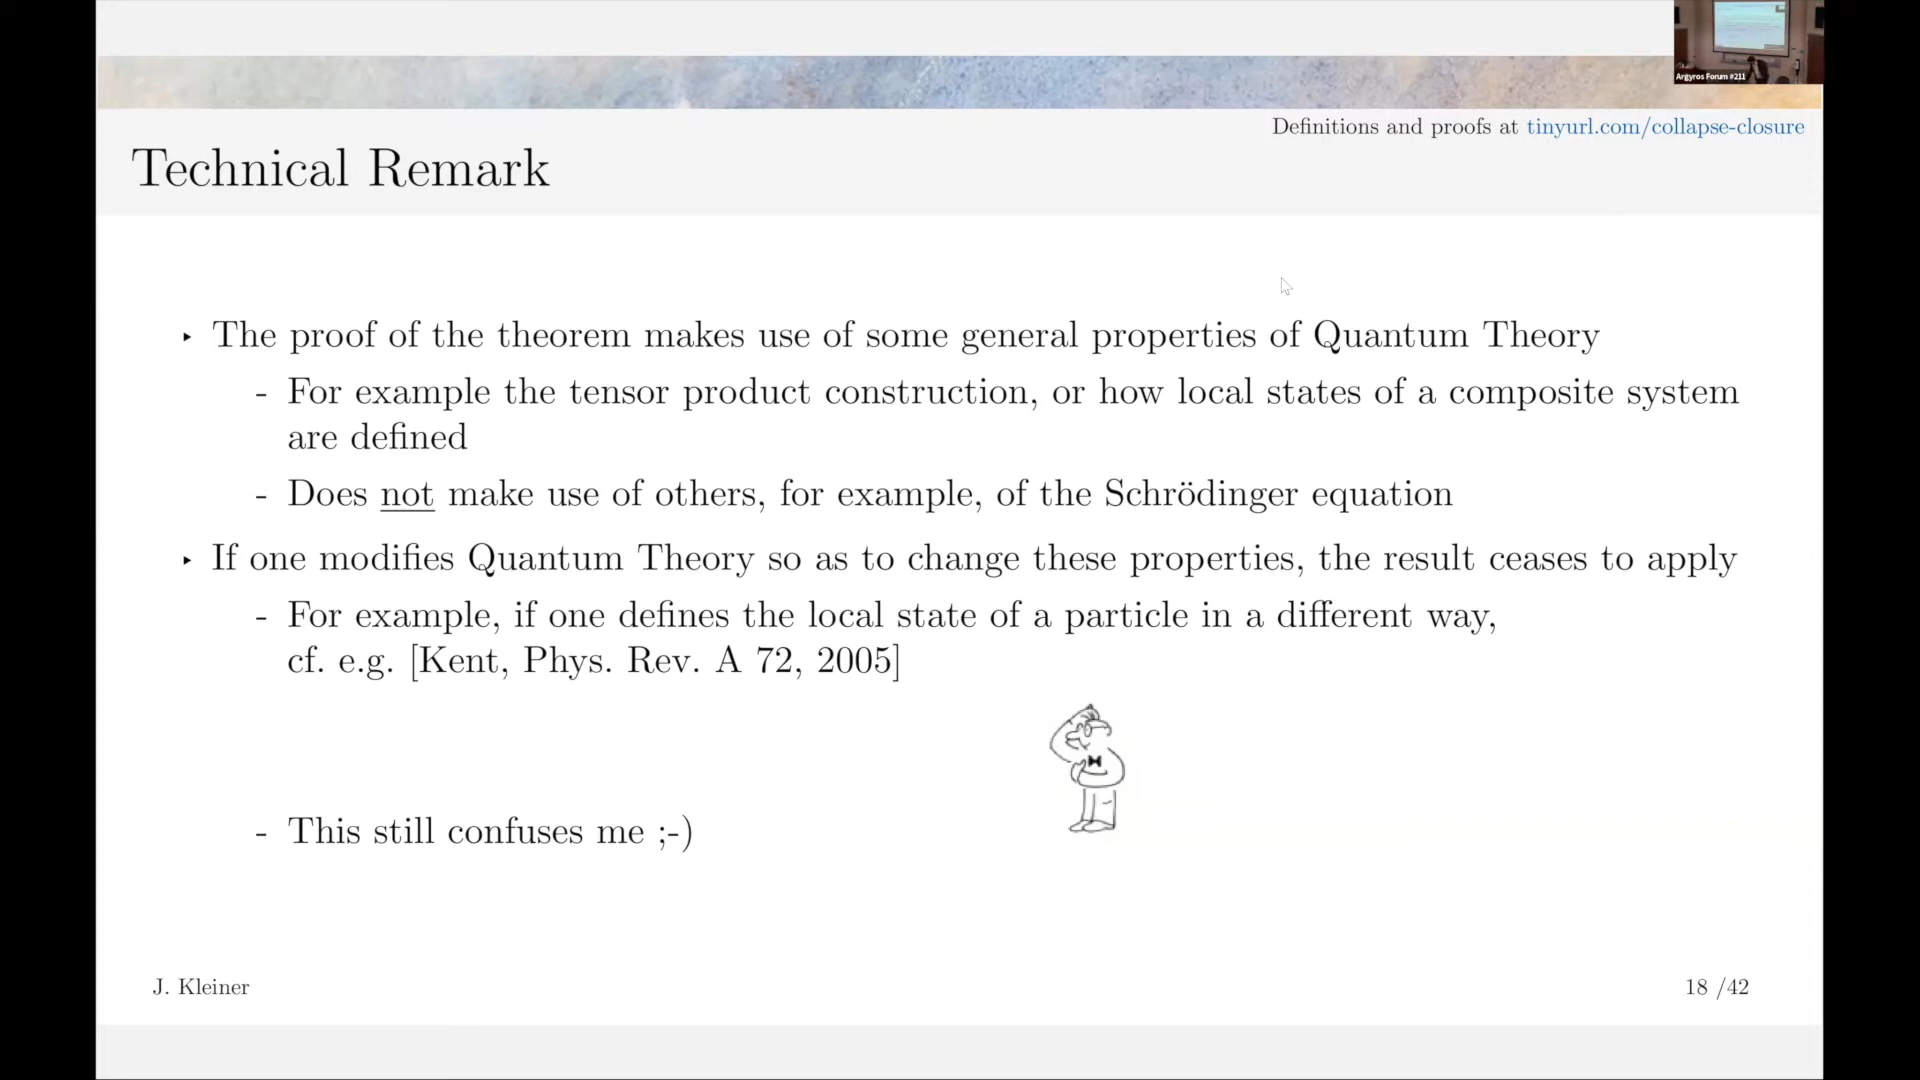 Argyros Forum #211
Definitions and proofs at tinyurl.com/collapse-closure
Technical Remark
‣ The proof of the theorem makes use of some general properties of Quantum Theory
- For example the tensor product construction, or how local states of a composite system
are defined
- Does not make use of others, for example, of the Schrödinger equation
‣ If one modifies Quantum Theory so as to change these properties, the result ceases to apply
- For example, if one defines the local state of a particle in a different way,
cf. e.g. [Kent, Phys. Rev. A 72, 2005]
- This still confuses me ;-)
J. Kleiner
18 /42